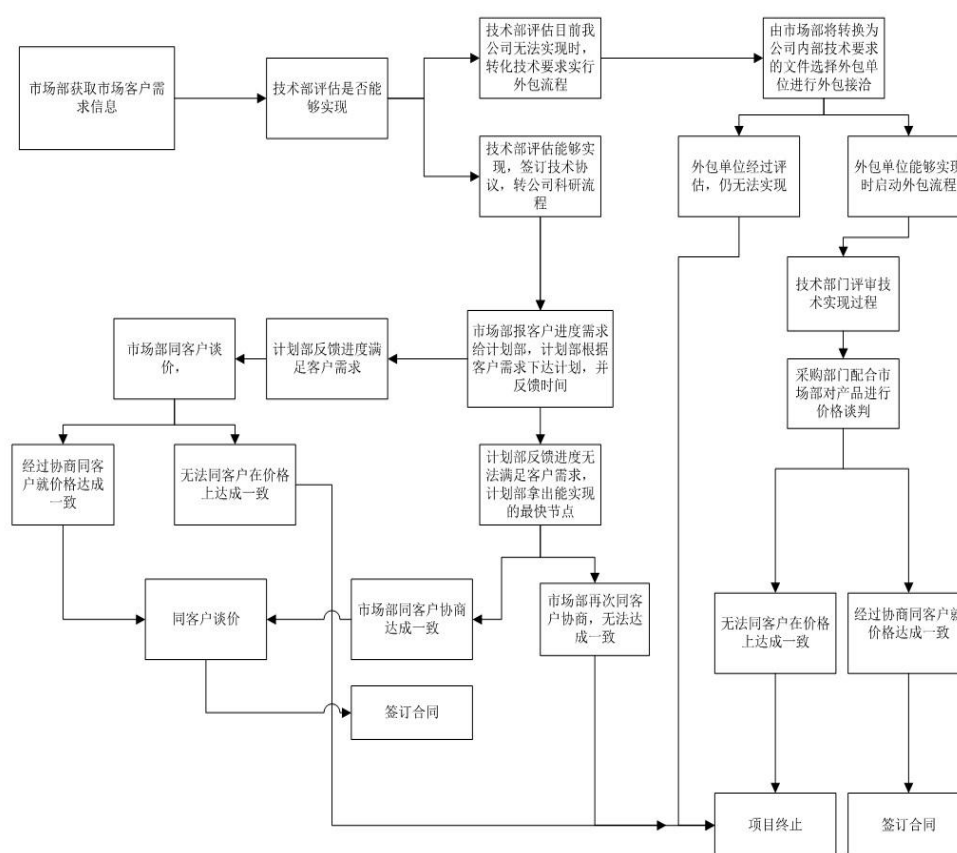 市场部获取市场客户需
求信息
技术部评估是否能
够实现
技术部评估目前我
公司无法实现时,
转化技术要求实行
外包流程
由市场部将转换为
公司内部技术要求
的文件选择外包单
位进行外包接洽
技术部评估能够实
现,签订技术协
议,转公司科研流
程
外包单位经过评
估,仍无法实现
外包单位能够实现
时启动外包流程
技术部门评审技
术实现过程
市场部同客户谈
价,
计划部反馈进度满
足客户需求
市场部报客户进度需求
给计划部,计划部根据
客户需求下达计划,并
反馈时间
采购部门配合市
场部对产品进行
价格谈判
经过协商同客
户就价格达成
一致
无法同客户在价格
上达成一致
计划部反馈进度无
法满足客户需求,
计划部拿出能实现
的最快节点
同客户谈价
市场部同客户协商
达成一致
市场部再次同客
户协商,无法达
成一致
无法同客户在价格
上达成一致
经过协商同客户就
价格达成一致
签订合同
项目终止
签订合同